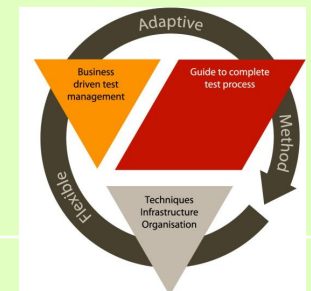 Adaptive
Business
driven test
management
Guide to complete
test process
Method
Flexible
Techniques
Infrastructure
Organisation